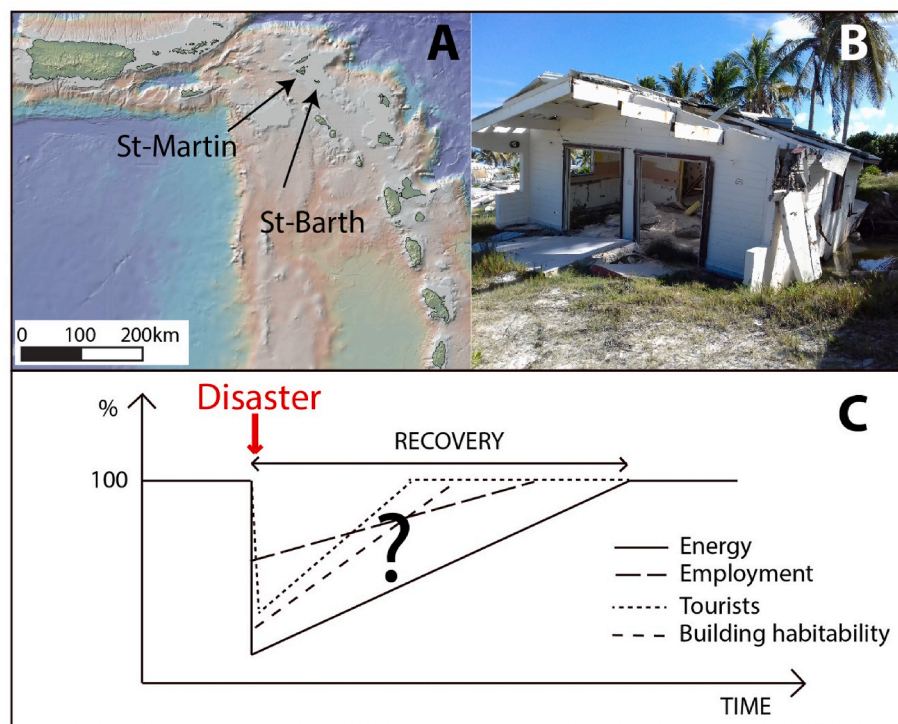 A
St-Martin
St-Barth
0 100 200km
B
C
Disaster
%
RECOVERY
100
?
Energy
Employment
Tourists
Building habitability
TIME